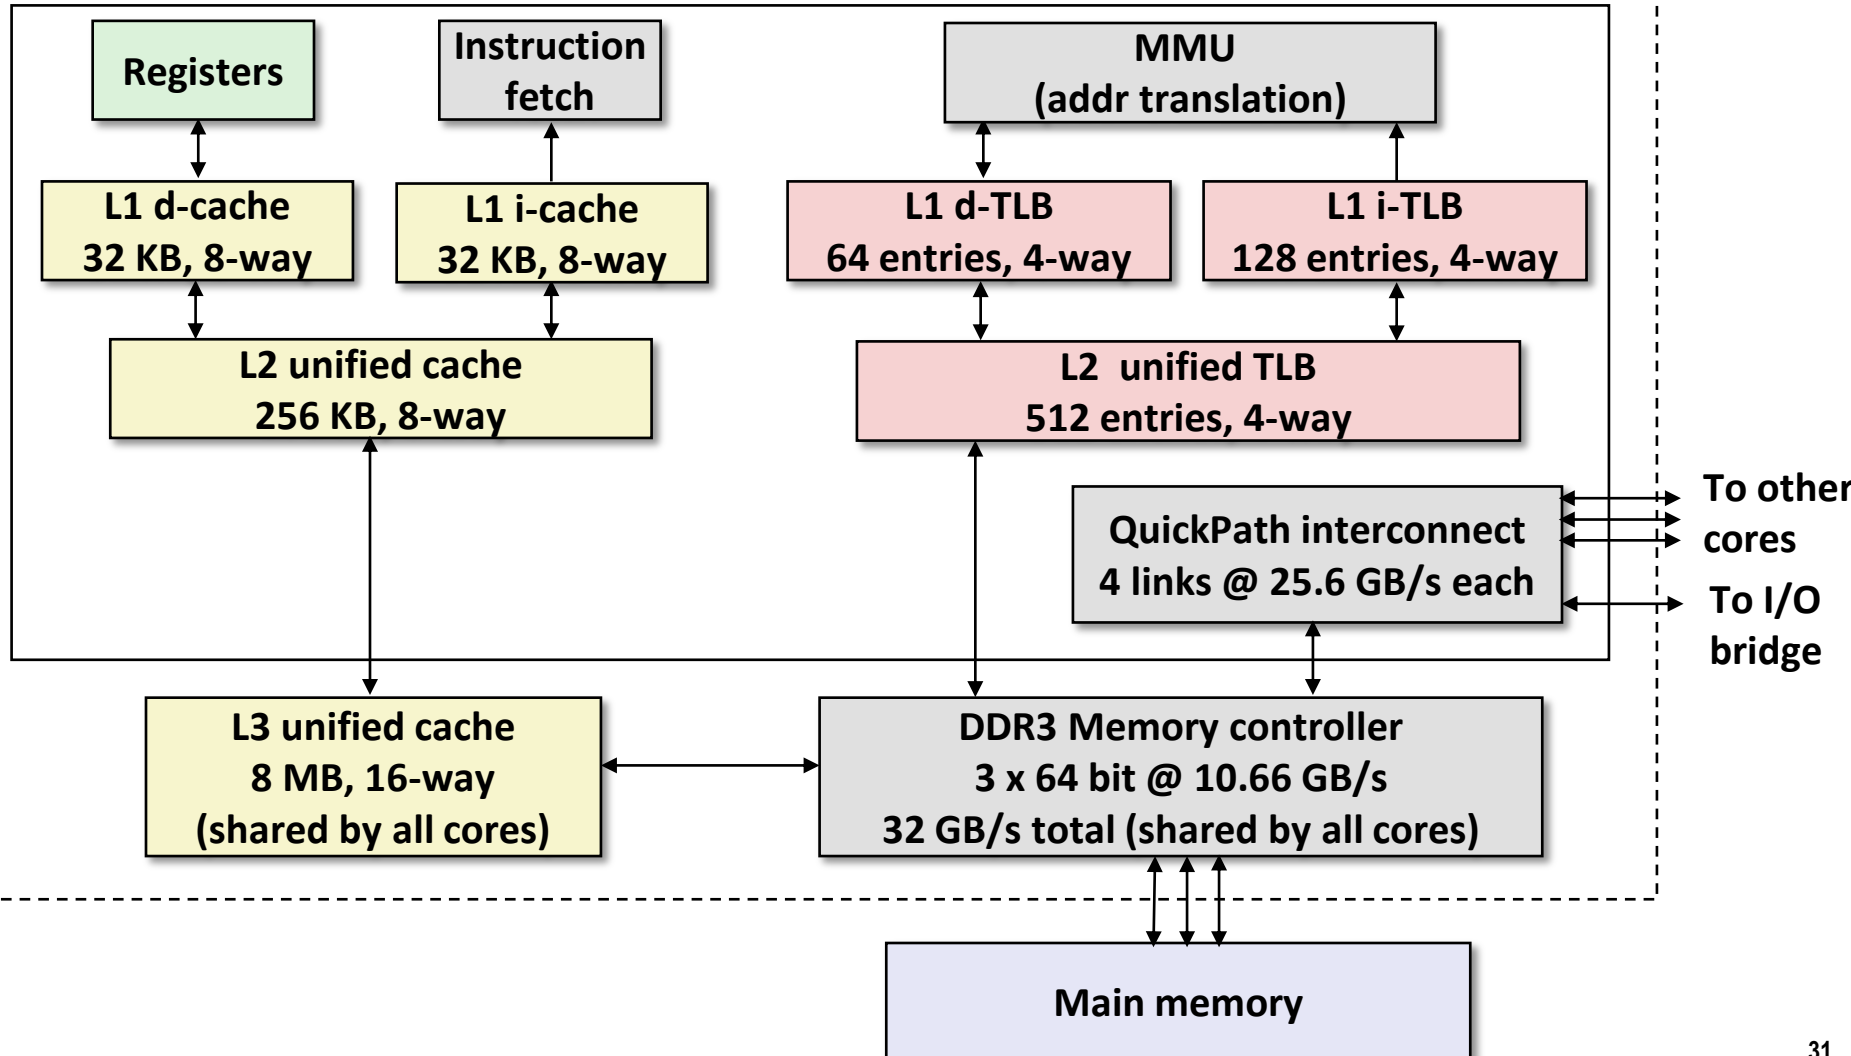 Registers
Instruction
fetch
MMU
(addr translation)
L1 d-cache
32 KB, 8-way
L1 i-cache
32 KB, 8-way
L1 d-TLB
64 entries, 4-way
L1 i-TLB
128 entries, 4-way
L2 unified cache
256 KB, 8-way
L2 unified TLB
512 entries, 4-way
QuickPath interconnect
4 links @ 25.6 GB/s each
To other
cores
To I/O
bridge
L3 unified cache
8 MB, 16-way
(shared by all cores)
DDR3 Memory controller
3 x 64 bit @ 10.66 GB/s
32 GB/s total (shared by all cores)
Main memory
31